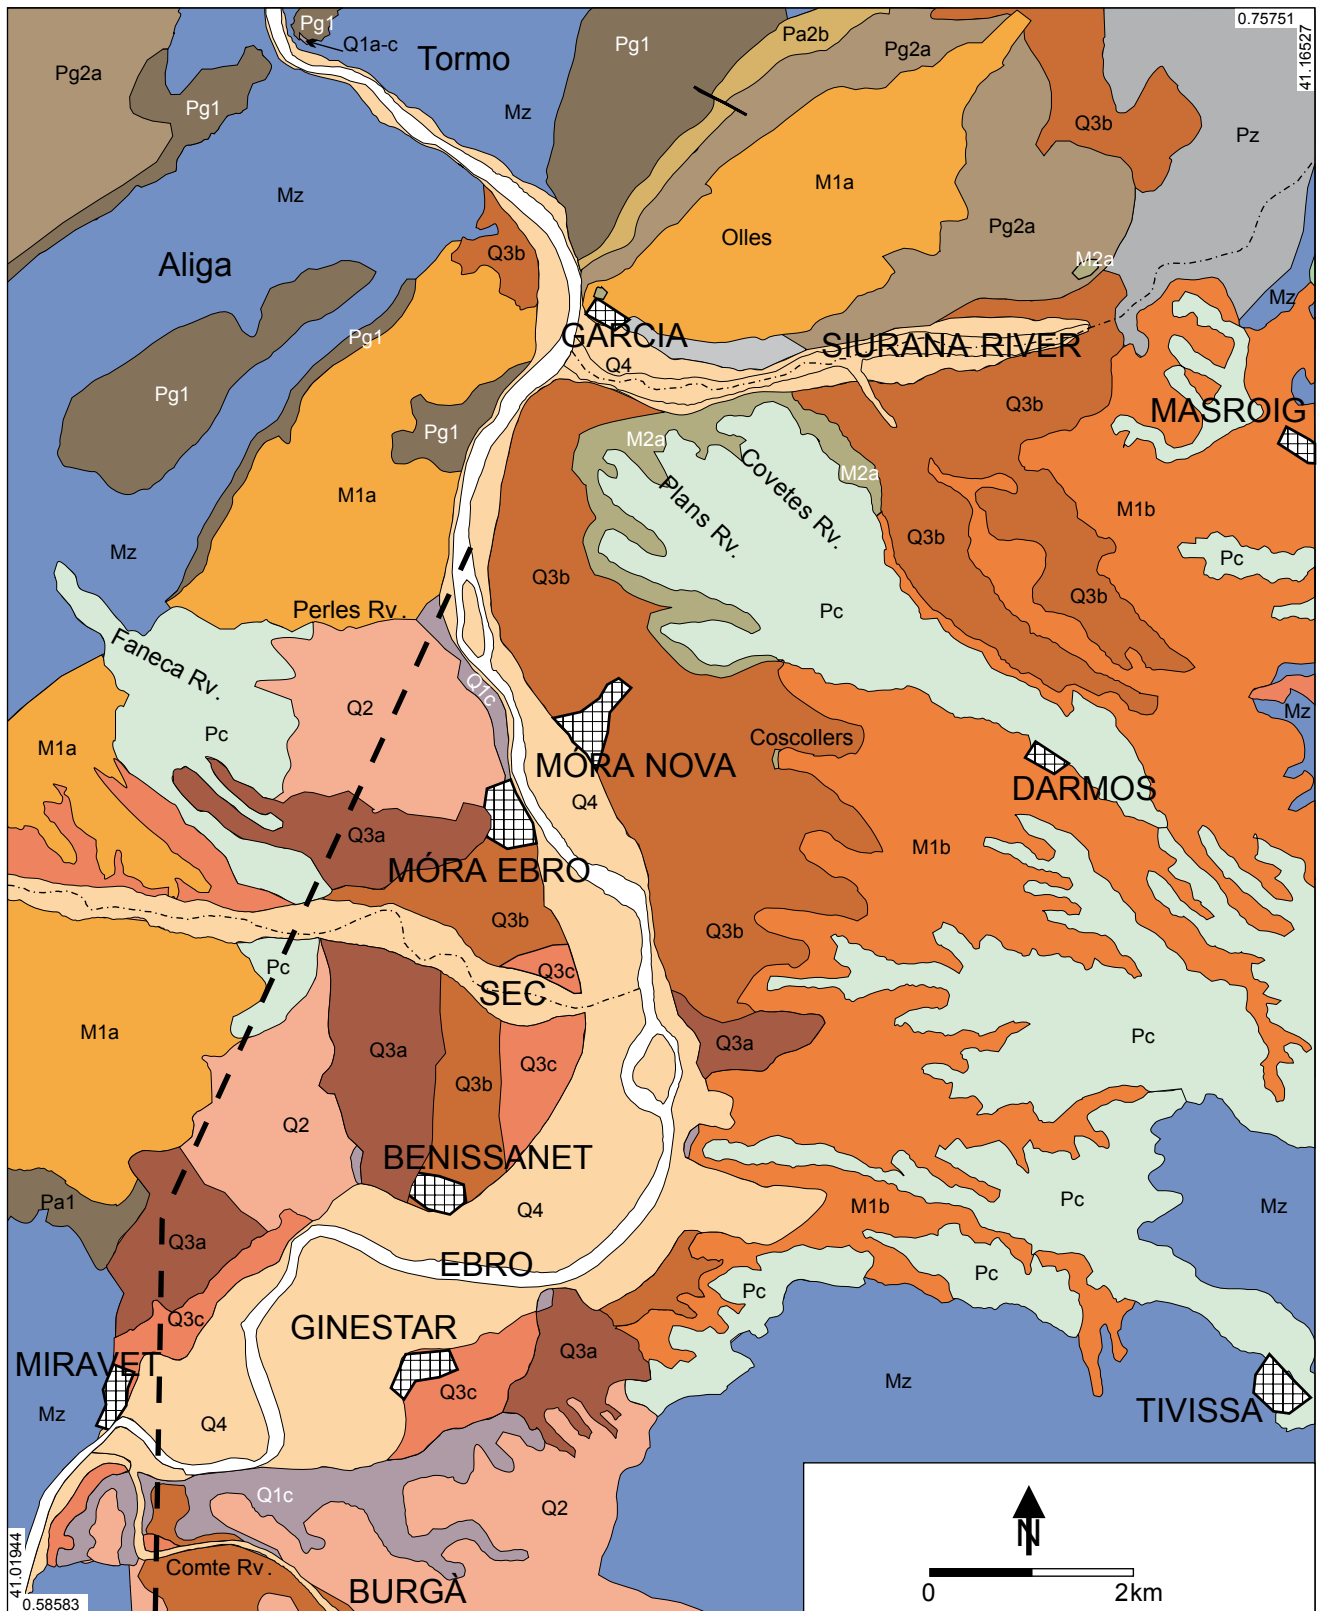 0.75751
41.16527
Pg1
Q1a-c
Tormo
Pg1
Pa2b
Pg2a
Pg2a
Pg1
Mz
Q3b
Pz
Mz
M1a
Aliga
Q3b
Olles
Pg2a
M2a
Mz
Pg1
GARCIA
SIURANA RIVER
Q4
Pg1
Pg1
M2a
Q3b
MASROIG
M1a
Plans Rv.
Covetes Rv.
M2a
M1b
Mz
Q3b
Q3b
Pc
Q3b
Perles Rv.
Pc
Faneca Rv.
Q1c
Q2
Mz
Pc
M1a
Coscollers
MÓRA NOVA
DARMOS
Q4
Q3a
M1b
MÓRA EBRO
Q3b
Q3b
Pc
Q3c
SEC
M1a
Q3a
Q3b
Q3c
Q3a
Pc
Q2
BENISSANET
Pa1
Q4
M1b
Pc
Mz
Q3a
EBRO
Pc
Pc
Q3c
GINESTAR
MIRAVET
Q3a
Q3c
Mz
Mz
Q4
TIVISSA
Q1c
Q2
N
41.01944
Comte Rv.
BURGÀ
0
2km
0.58583